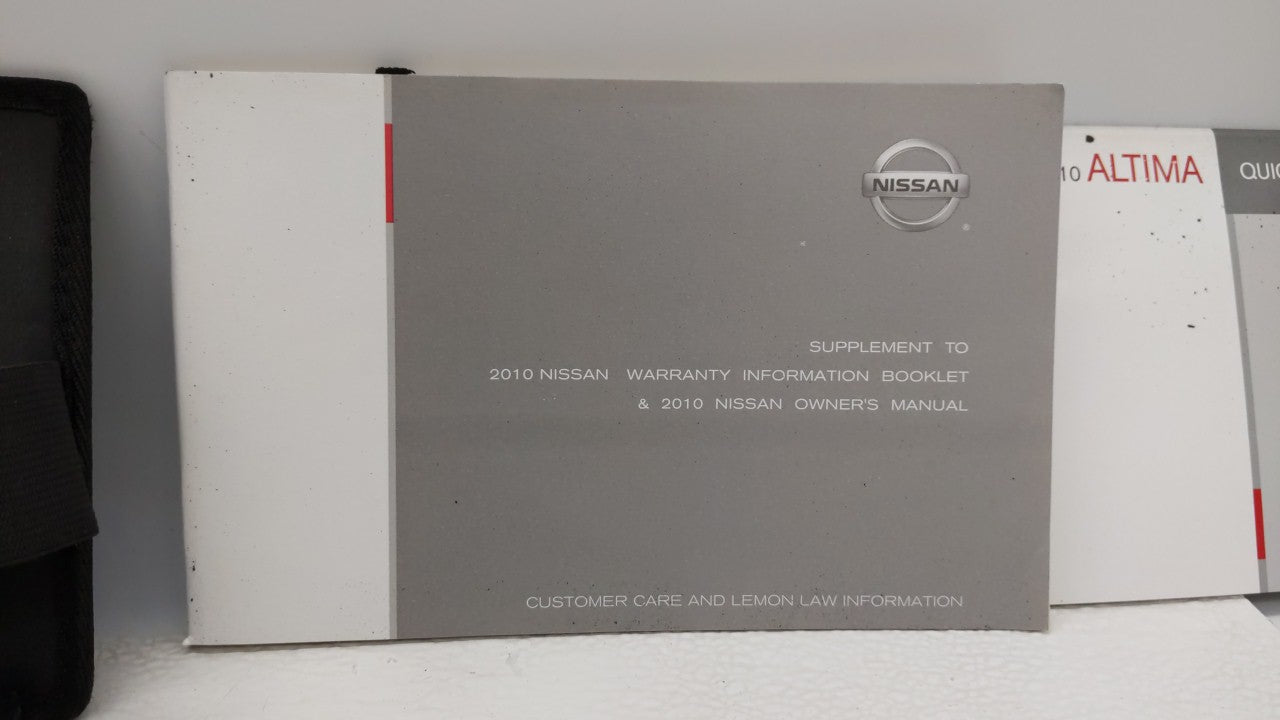 NISSAN
®
SUPPLEMENT TO
2010 NISSAN WARRANTY INFORMATION BOOKLET
& 2010 NISSAN OWNER'S MANUAL
CUSTOMER CARE AND LEMON LAW INFORMATION
10 ALTIMA